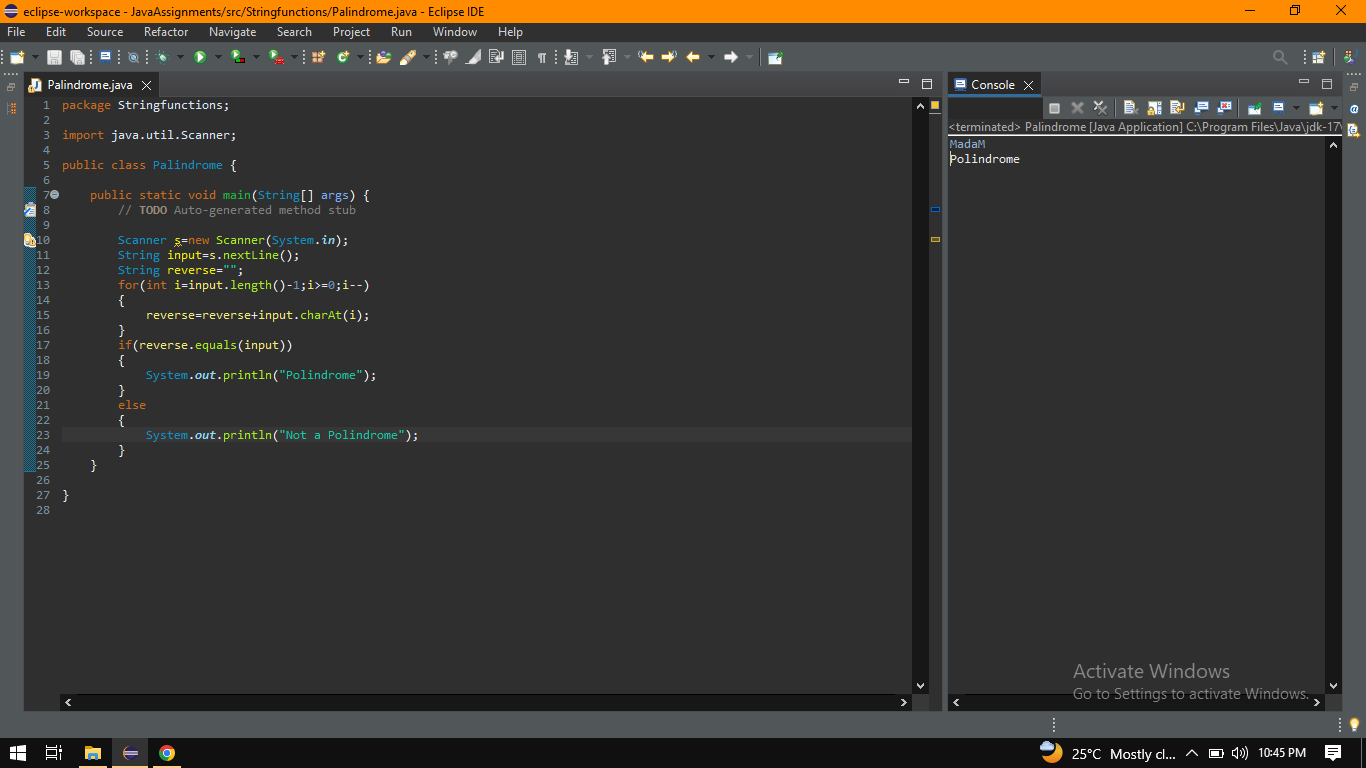 eclipse-workspace - JavaAssignments/src/Stringfunctions/Palindrome.java - Eclipse IDE
File Edit Source Refactor Navigate Search Project Run Window Help
Palindrome.java
1 package Stringfunctions;
2
3 import java.util.Scanner;
4
5 public class Palindrome {
6
7 public static void main(String[] args) {
8 // TODO Auto-generated method stub
9
10 Scanner s=new Scanner(System.in);
11 String input=s.nextLine();
12 String reverse="";
13 for(int i=input.length()-1;i>=0;i--)
14 {
15 reverse=reverse+input.charAt(i);
16 }
17 if(reverse.equals(input))
18 {
19 System.out.println("Polindrome");
20 }
21 else
22 {
23 System.out.println("Not a Polindrome");
24 }
25 }
26
27 }
28
Console
<terminated> Palindrome [Java Application] C:\Program Files\Java\jdk-17\
MadaM
Polindrome
Activate Windows
Go to Settings to activate Windows.
25°C Mostly cl... 10:45 PM